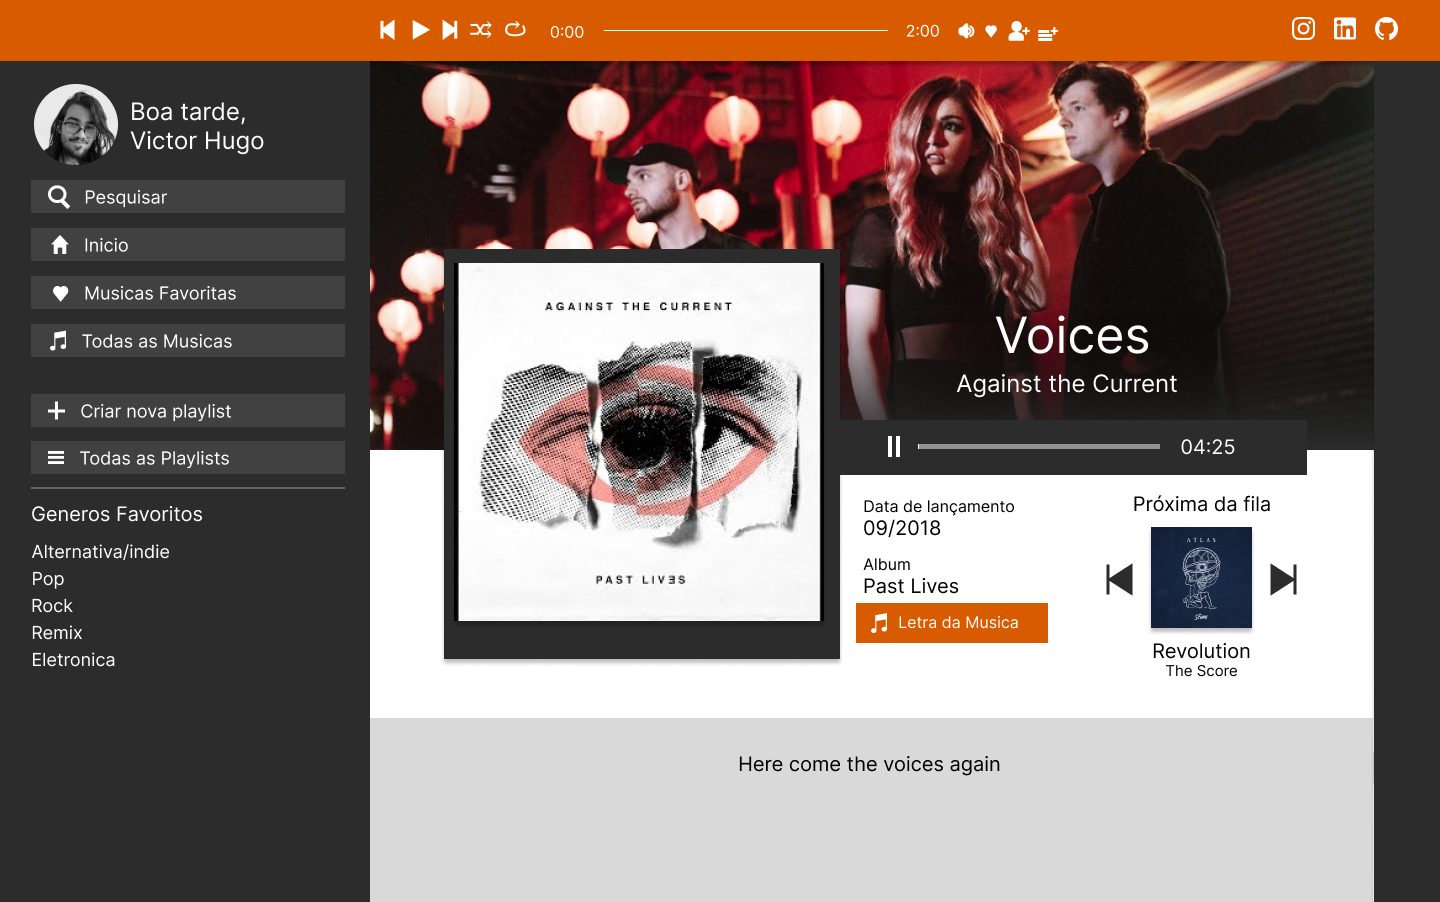 0:00
2:00
Boa tarde,
Victor Hugo
Pesquisar
Inicio
Musicas Favoritas
Todas as Musicas
Criar nova playlist
Todas as Playlists
Generos Favoritos
Alternativa/indie
Pop
Rock
Remix
Eletronica
AGAINST THE CURRENT
PAST LIVƎS
Voices
Against the Current
04:25
Data de lançamento
09/2018
Album
Past Lives
Letra da Musica
Próxima da fila
ATLAS
Revolution
The Score
Here come the voices again